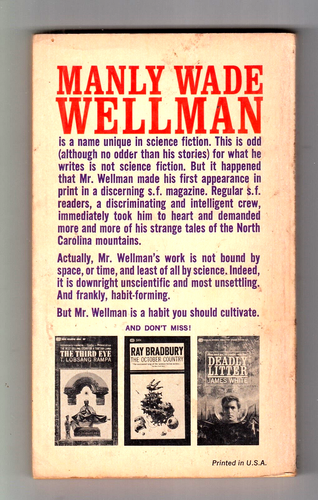 MANLY WADE
WELLMAN
is a name unique in science fiction. This is odd
(although no odder than his stories) for what he
writes is not science fiction. But it happened
that Mr. Wellman made his first appearance in
print in a discerning s.f. magazine. Regular s.f.
readers, a discriminating and intelligent crew,
immediately took him to heart and demanded
more and more of his strange tales of the North
Carolina mountains.
Actually, Mr. Wellman's work is not bound by
space, or time, and least of all by science. Indeed,
it is downright unscientific and most unsettling.
And frankly, habit-forming.
But Mr. Wellman is a habit you should cultivate.
AND DON'T MISS!
THE THIRD EYE
T. LOBSANG RAMPA
RAY BRADBURY
THE OCTOBER COUNTRY
DEADLY
LITTER
JAMES WHITE
Printed in U.S.A.